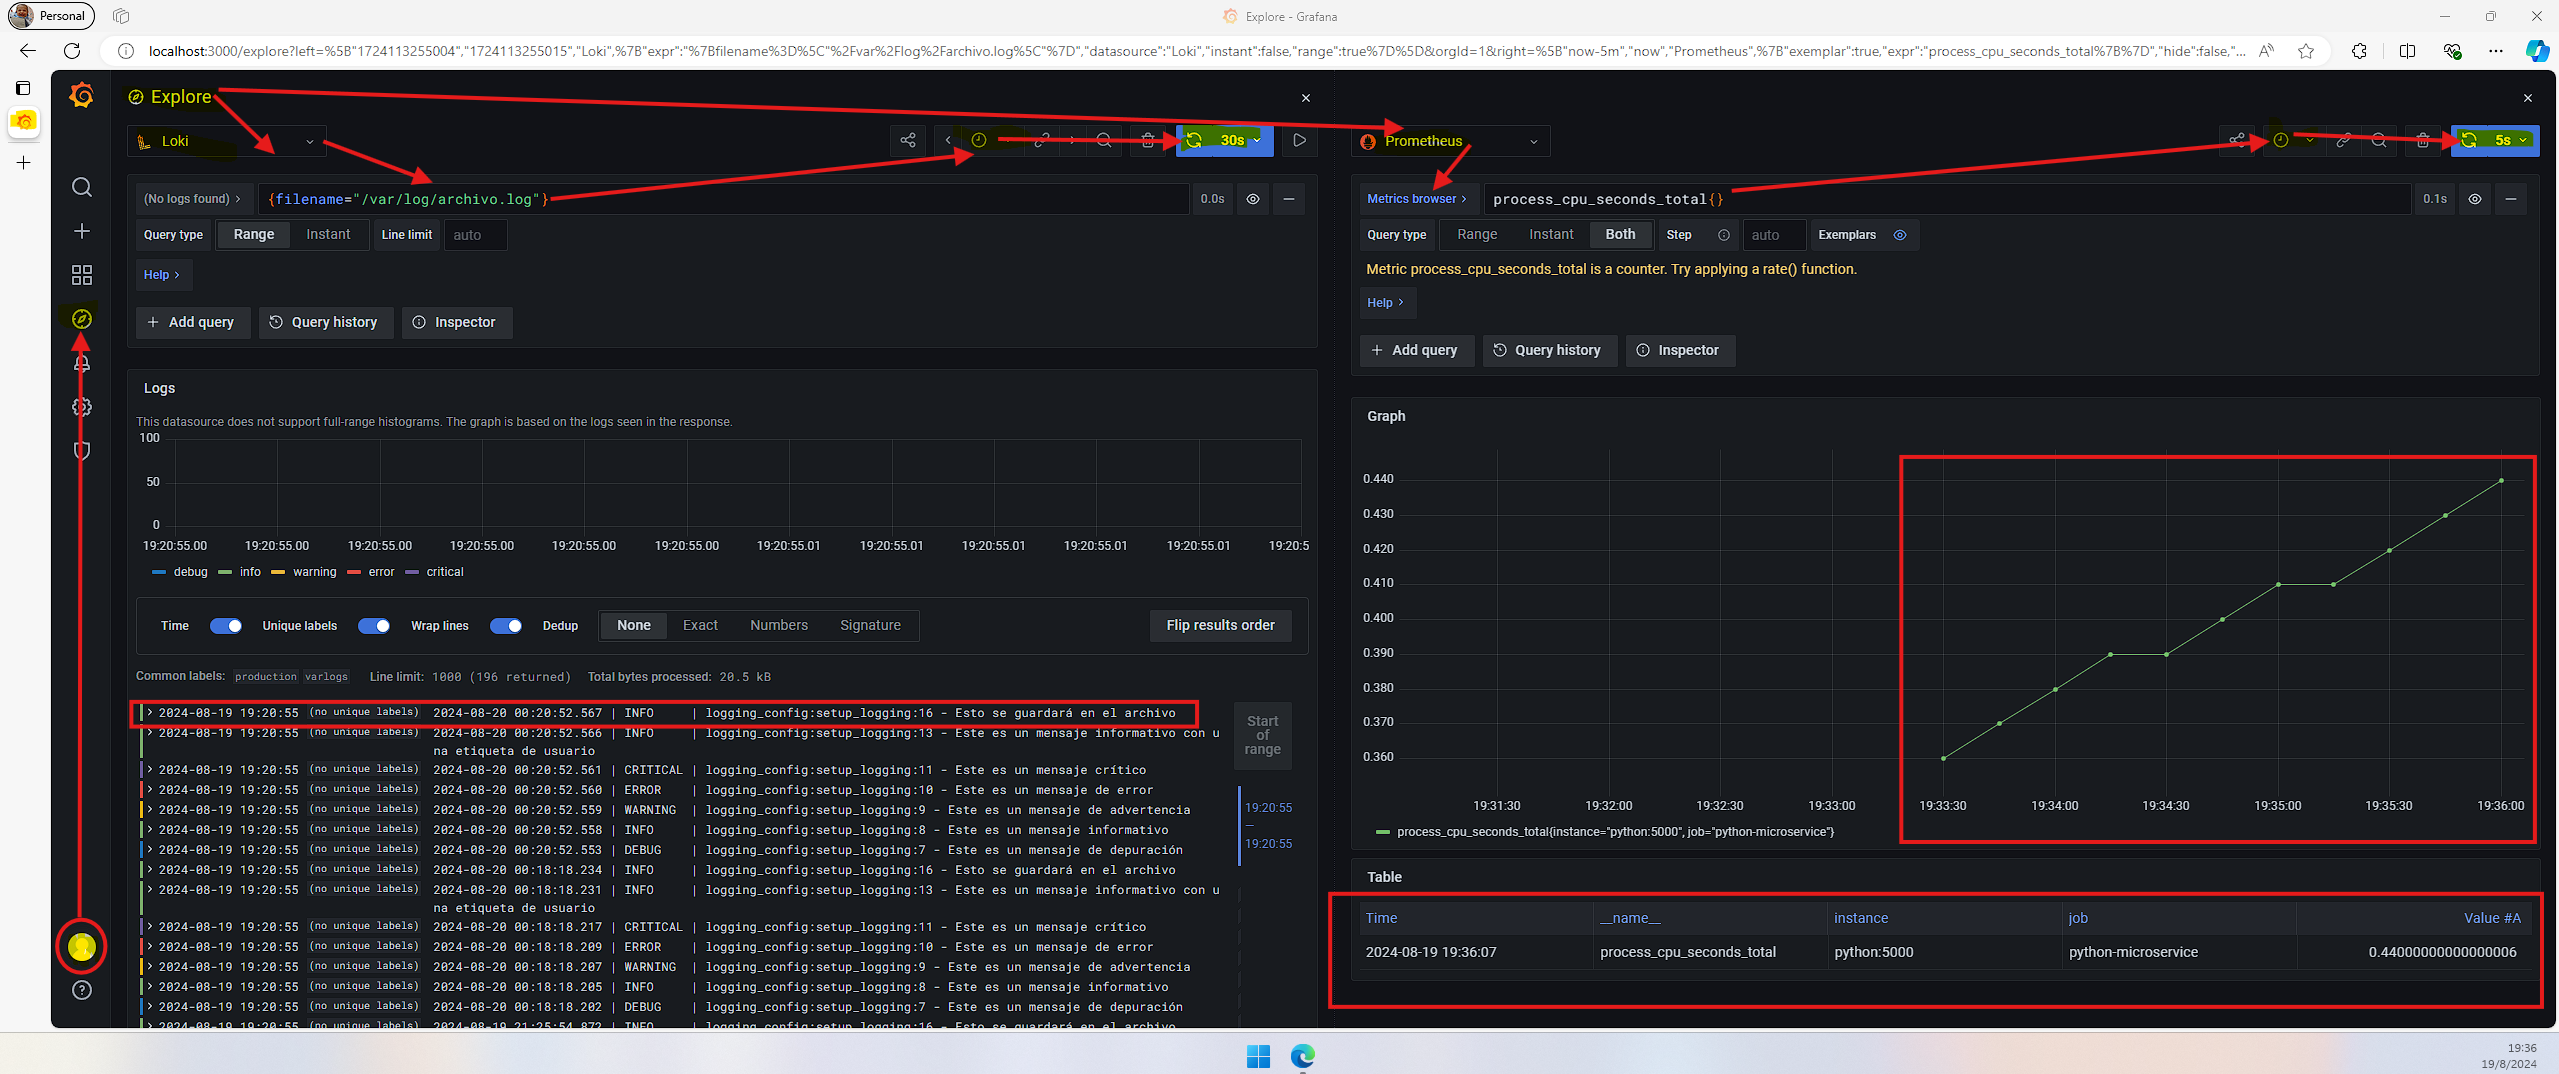 Personal
Explore - Grafana
localhost:3000/explore?left=%5B"1724113255004","1724113255015","Loki",%7B"expr":"%7Bfilename%3D%5C"%2Fvar%2Flog%2Farchivo.log%5C"%7D","datasource":"Loki","instant":false,"range":true%7D%5D&orgId=1&right=%5B"now-5m","now","Prometheus",%7B"exemplar":true,"expr":"process_cpu_seconds_total%7B%7D","hide":false,"...
Explore
Loki
30s
(No logs found) >
{filename="/var/log/archivo.log"}
0.0s
Query type Range Instant Line limit auto
Help >
+ Add query Query history Inspector
Logs
This datasource does not support full-range histograms. The graph is based on the logs seen in the response.
100
50
0
19:20:55.00 19:20:55.00 19:20:55.00 19:20:55.00 19:20:55.00 19:20:55.00 19:20:55.01 19:20:55.01 19:20:55.01 19:20:55.01 19:20:55.01 19:20:5
debug info warning error critical
Time Unique labels Wrap lines Dedup None Exact Numbers Signature Flip results order
Common labels: production varlogs Line limit: 1000 (196 returned) Total bytes processed: 20.5 kB
> 2024-08-19 19:20:55 (no unique labels) 2024-08-20 00:20:52.567 | INFO | logging_config:setup_logging:16 - Esto se guardará en el archivo
> 2024-08-19 19:20:55 (no unique labels) 2024-08-20 00:20:52.566 | INFO | logging_config:setup_logging:13 - Este es un mensaje informativo con u
na etiqueta de usuario
> 2024-08-19 19:20:55 (no unique labels) 2024-08-20 00:20:52.561 | CRITICAL | logging_config:setup_logging:11 - Este es un mensaje crítico
> 2024-08-19 19:20:55 (no unique labels) 2024-08-20 00:20:52.560 | ERROR | logging_config:setup_logging:10 - Este es un mensaje de error
> 2024-08-19 19:20:55 (no unique labels) 2024-08-20 00:20:52.559 | WARNING | logging_config:setup_logging:9 - Este es un mensaje de advertencia
> 2024-08-19 19:20:55 (no unique labels) 2024-08-20 00:20:52.558 | INFO | logging_config:setup_logging:8 - Este es un mensaje informativo
> 2024-08-19 19:20:55 (no unique labels) 2024-08-20 00:20:52.553 | DEBUG | logging_config:setup_logging:7 - Este es un mensaje de depuración
> 2024-08-19 19:20:55 (no unique labels) 2024-08-20 00:18:18.234 | INFO | logging_config:setup_logging:16 - Esto se guardará en el archivo
> 2024-08-19 19:20:55 (no unique labels) 2024-08-20 00:18:18.231 | INFO | logging_config:setup_logging:13 - Este es un mensaje informativo con u
na etiqueta de usuario
> 2024-08-19 19:20:55 (no unique labels) 2024-08-20 00:18:18.217 | CRITICAL | logging_config:setup_logging:11 - Este es un mensaje crítico
> 2024-08-19 19:20:55 (no unique labels) 2024-08-20 00:18:18.209 | ERROR | logging_config:setup_logging:10 - Este es un mensaje de error
> 2024-08-19 19:20:55 (no unique labels) 2024-08-20 00:18:18.207 | WARNING | logging_config:setup_logging:9 - Este es un mensaje de advertencia
> 2024-08-19 19:20:55 (no unique labels) 2024-08-20 00:18:18.205 | INFO | logging_config:setup_logging:8 - Este es un mensaje informativo
> 2024-08-19 19:20:55 (no unique labels) 2024-08-20 00:18:18.202 | DEBUG | logging_config:setup_logging:7 - Este es un mensaje de depuración
> 2024-08-19 19:20:55 (no unique labels) 2024-08-19 21:25:54.872 | INFO | logging_config:setup_logging:16 - Esto se guardará en el archivo
Start
of
range
19:20:55
—
19:20:55
Prometheus
5s
Metrics browser >
process_cpu_seconds_total{}
0.1s
Query type Range Instant Both Step auto Exemplars
Metric process_cpu_seconds_total is a counter. Try applying a rate() function.
Help >
+ Add query Query history Inspector
Graph
0.440
0.430
0.420
0.410
0.400
0.390
0.380
0.370
0.360
19:31:30 19:32:00 19:32:30 19:33:00 19:33:30 19:34:00 19:34:30 19:35:00 19:35:30 19:36:00
process_cpu_seconds_total{instance="python:5000", job="python-microservice"}
Table
Time __name__ instance job Value #A
2024-08-19 19:36:07 process_cpu_seconds_total python:5000 python-microservice 0.44000000000000006
19:36
19/8/2024